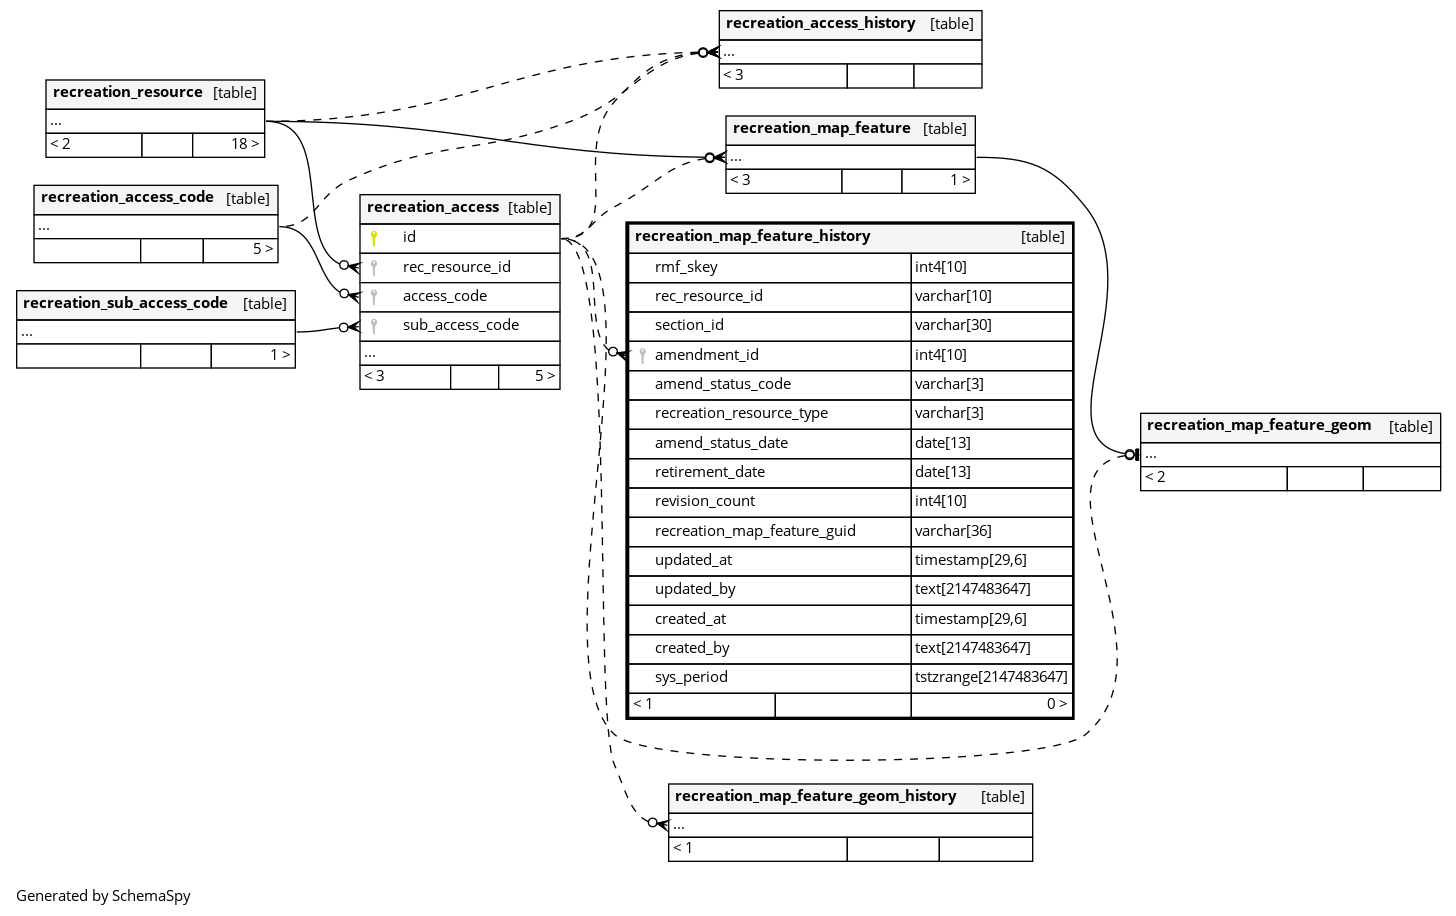 recreation_access_history [table]
...
< 3
recreation_resource [table]
...
< 2 18 >
recreation_map_feature [table]
...
< 3 1 >
recreation_access_code [table]
...
5 >
recreation_access [table]
id
rec_resource_id
access_code
sub_access_code
...
< 3 5 >
recreation_sub_access_code [table]
...
1 >
recreation_map_feature_history [table]
rmf_skey int4[10]
rec_resource_id varchar[10]
section_id varchar[30]
amendment_id int4[10]
amend_status_code varchar[3]
recreation_resource_type varchar[3]
amend_status_date date[13]
retirement_date date[13]
revision_count int4[10]
recreation_map_feature_guid varchar[36]
updated_at timestamp[29,6]
updated_by text[2147483647]
created_at timestamp[29,6]
created_by text[2147483647]
sys_period tstzrange[2147483647]
< 1 0 >
recreation_map_feature_geom [table]
...
< 2
recreation_map_feature_geom_history [table]
...
< 1
Generated by SchemaSpy